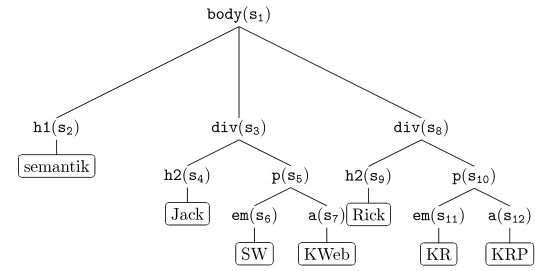 body(s₁)
h1(s₂) div(s₃) div(s₈)
semantik
h2(s₄) p(s₅) h2(s₉) p(s₁₀)
Jack em(s₆) a(s₇) Rick em(s₁₁) a(s₁₂)
SW KWeb KR KRP